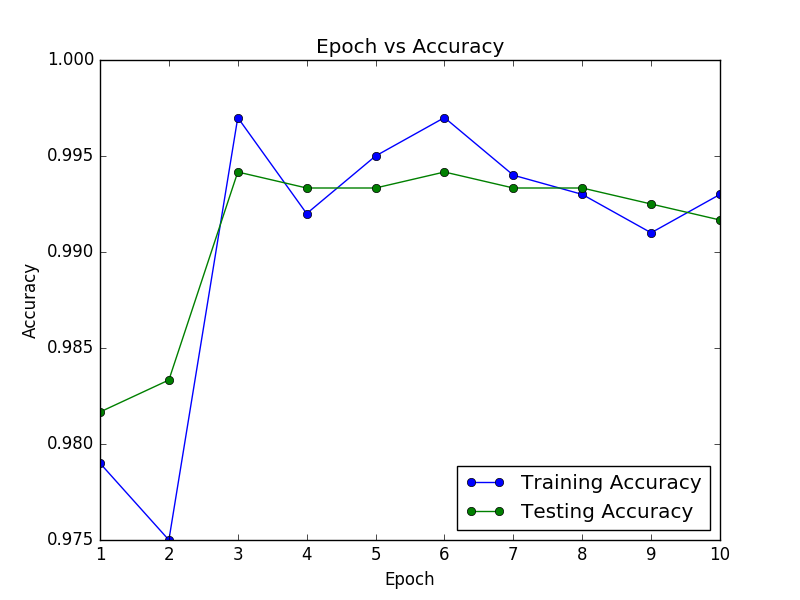 Epoch vs Accuracy
1.000
0.995
0.990
0.985
0.980
0.975
Accuracy
1 2 3 4 5 6 7 8 9 10
Epoch
Training Accuracy
Testing Accuracy